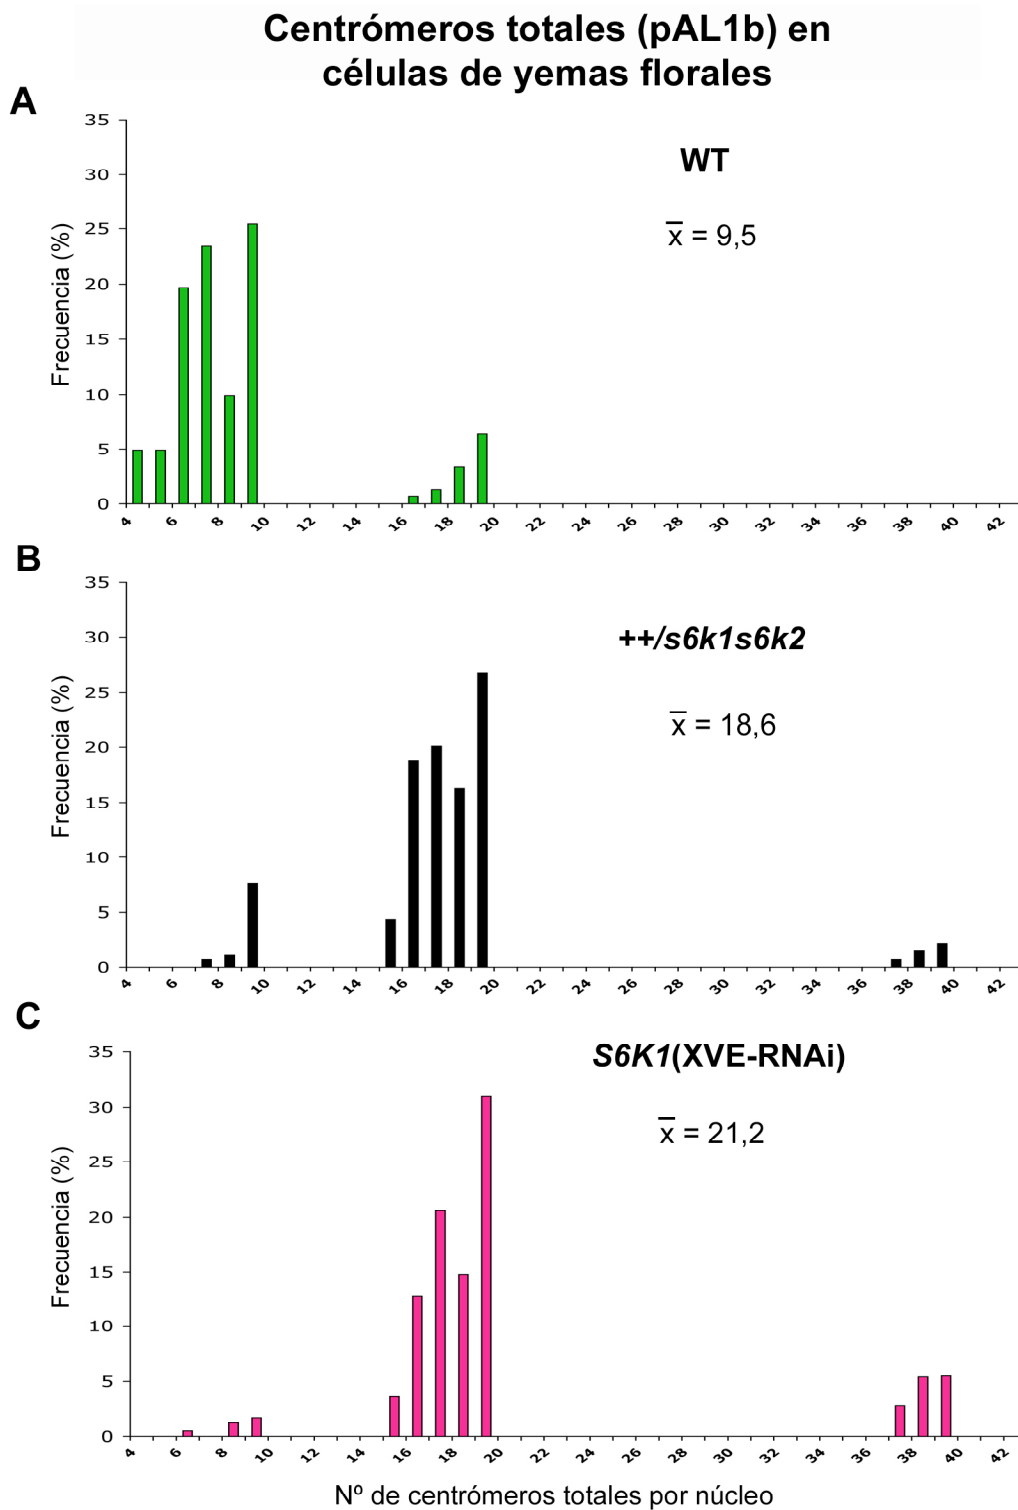 Centrómeros totales (pAL1b) en
células de yemas florales
A
WT
x̅ = 9,5
Frecuencia (%)
35
30
25
20
15
10
5
0
4 6 8 10 12 14 16 18 20 22 24 26 28 30 32 34 36 38 40 42
B
++/s6k1s6k2
x̅ = 18,6
Frecuencia (%)
35
30
25
20
15
10
5
0
4 6 8 10 12 14 16 18 20 22 24 26 28 30 32 34 36 38 40 42
C
S6K1(XVE-RNAi)
x̅ = 21,2
Frecuencia (%)
35
30
25
20
15
10
5
0
4 6 8 10 12 14 16 18 20 22 24 26 28 30 32 34 36 38 40 42
Nº de centrómeros totales por núcleo